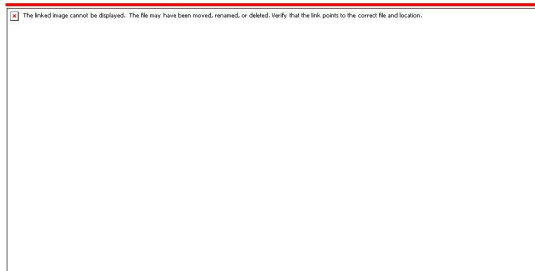 The linked image cannot be displayed. The file may have been moved, renamed, or deleted. Verify that the link points to the correct file and location.